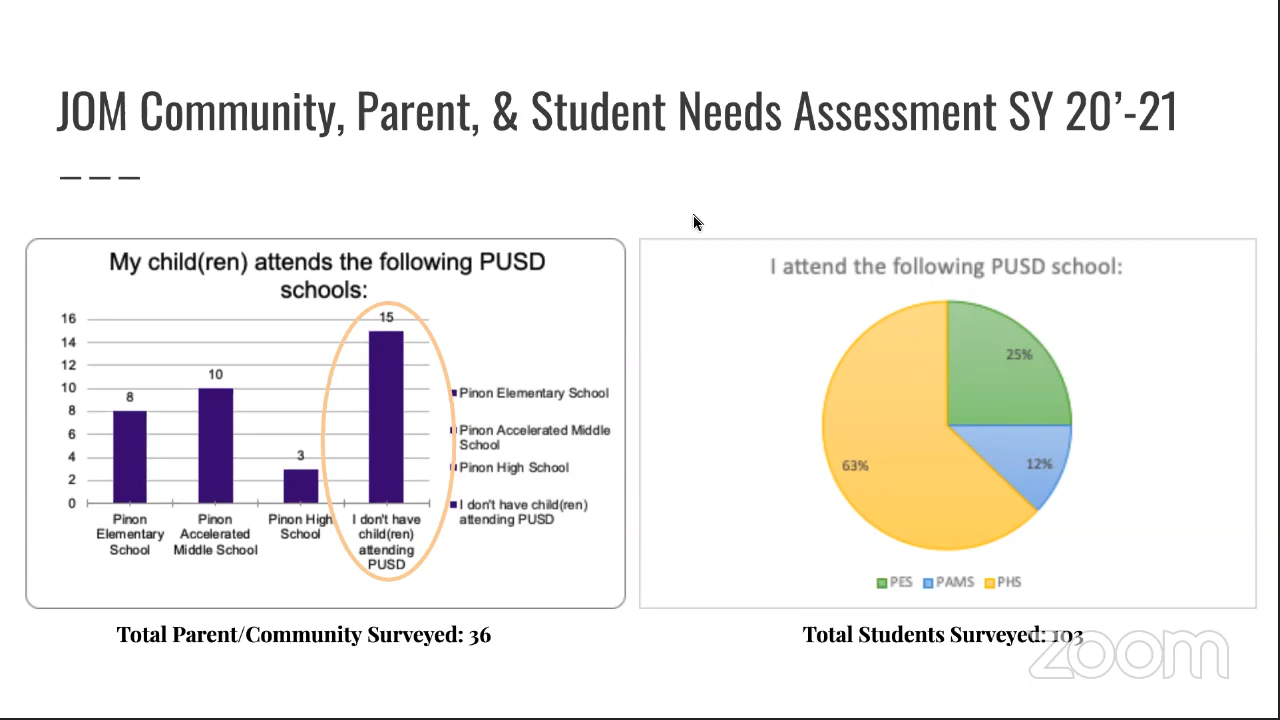 JOM Community, Parent, & Student Needs Assessment SY 20'-21
My child(ren) attends the following PUSD
schools:
16
14
12
10
8
6
4
2
0
8
10
3
15
Pinon
Elementary
School
Pinon
Accelerated
Middle School
Pinon High
School
I don't have
child(ren)
attending
PUSD
Pinon Elementary School
Pinon Accelerated Middle
School
Pinon High School
I don't have child(ren)
attending PUSD
Total Parent/Community Surveyed: 36
I attend the following PUSD school:
25%
12%
63%
PES PAMS PHS
Total Students Surveyed: 103
zoom